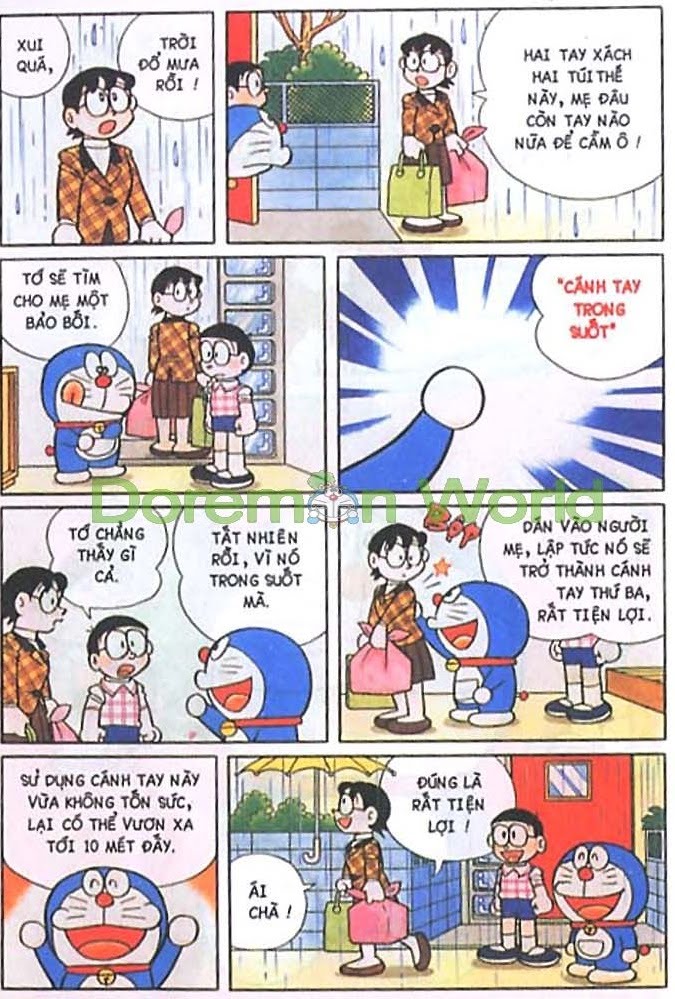 XUI
QUÁ,
TRỜI
ĐỔ MƯA
RỒI !
HAI TAY XÁCH
HAI TÚI THẾ
NÀY, MẸ ĐÂU
CÒN TAY NÀO
NỮA ĐỂ CẦM Ô !
TỚ SẼ TÌM
CHO MẸ MỘT
BẢO BỐI.
"CÁNH TAY
TRONG
SUỐT"
Doremon World
TỚ CHẲNG
THẤY GÌ
CẢ.
TẤT NHIÊN
RỒI, VÌ NÓ
TRONG SUỐT
MÀ.
DÁN VÀO NGƯỜI
MẸ, LẬP TỨC NÓ SẼ
TRỞ THÀNH CÁNH
TAY THỨ BA,
RẤT TIỆN LỢI.
SỬ DỤNG CÁNH TAY NÀY
VỪA KHÔNG TỐN SỨC,
LẠI CÓ THỂ VƯƠN XA
TỚI 10 MÉT ĐẤY.
ĐÚNG LÀ
RẤT TIỆN
LỢI !
ÁI
CHÀ !